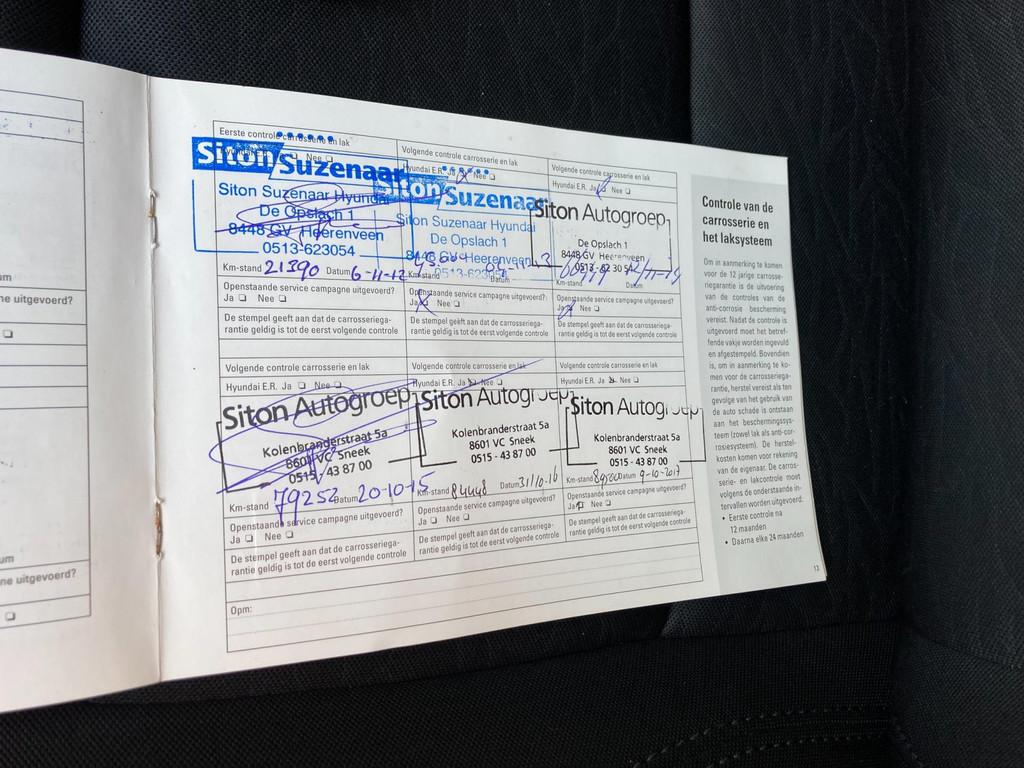 um
ne uitgevoerd?
um
ne uitgevoerd?
Eerste controle carrosserie en lak
Nee ❏
Siton/Suzenaar
Siton Suzenaar Hyundai
De Opslach 1
8448 GV Heerenveen
0513-623054
Km-stand 21390 Datum 6-11-12
Openstaande service campagne uitgevoerd?
Ja ❏ Nee ❏
De stempel geeft aan dat de carrosseriega-
rantie geldig is tot de eerst volgende controle
Volgende controle carrosserie en lak
Hyundai E.R. Ja Nee ❏
Siton/Suzenaar
Siton Suzenaar Hyundai
De Opslach 1
8448 GV Heerenveen
0513-623054
Km-stand Datum
Openstaande service campagne uitgevoerd?
Ja Nee ❏
De stempel geeft aan dat de carrosseriega-
rantie geldig is tot de eerst volgende controle
Volgende controle carrosserie en lak
Hyundai E.R. Ja Nee ❏
Siton Autogroep
De Opslach 1
8448 GV Heerenveen
Km-stand Datum
Openstaande service campagne uitgevoerd?
Ja Nee ❏
De stempel geeft aan dat de carrosseriega-
rantie geldig is tot de eerst volgende controle
Volgende controle carrosserie en lak
Hyundai E.R. Ja ❏ Nee ❏
Siton Autogroep
Kolenbranderstraat 5a
8601 VC Sneek
0515 - 43 87 00
Km-stand 79252 Datum 20-10-15
Openstaande service campagne uitgevoerd?
Ja ❏ Nee ❏
De stempel geeft aan dat de carrosseriega-
rantie geldig is tot de eerst volgende controle
Volgende controle carrosserie en lak
Hyundai E.R. Ja Nee ❏
Siton Autogroep
Kolenbranderstraat 5a
8601 VC Sneek
0515 - 43 87 00
Km-stand 84448 Datum 31/10-16
Openstaande service campagne uitgevoerd?
Ja ❏ Nee ❏
De stempel geeft aan dat de carrosseriega-
rantie geldig is tot de eerst volgende controle
Volgende controle carrosserie en lak
Hyundai E.R. Ja Nee ❏
Siton Autogroep
Kolenbranderstraat 5a
8601 VC Sneek
0515 - 43 87 00
Km-stand Datum 9-10-2017
Openstaande service campagne uitgevoerd?
Ja Nee ❏
De stempel geeft aan dat de carrosseriega-
rantie geldig is tot de eerst volgende controle
Opm:
Controle van de
carrosserie en
het laksysteem
Om in aanmerking te komen
voor de 12 jarige carrosse-
riegarantie is de uitvoering
van de controles van de
anti-corrosie bescherming
vereist. Nadat de controle is
uitgevoerd moet het betref-
fende vakje worden ingevuld
en afgestempeld. Bovendien
is, om in aanmerking te ko-
men voor de carrosseriega-
rantie, herstel vereist als ten
gevolge van het gebruik van
de auto schade is ontstaan
aan het beschermingssys-
teem (zowel lak als anti-cor-
rosiesysteem). De herstel-
kosten komen voor rekening
van de eigenaar. De carros-
serie- en lakcontrole moet
volgens de onderstaande in-
tervallen worden uitgevoerd:
• Eerste controle na
12 maanden
• Daarna elke 24 maanden
13